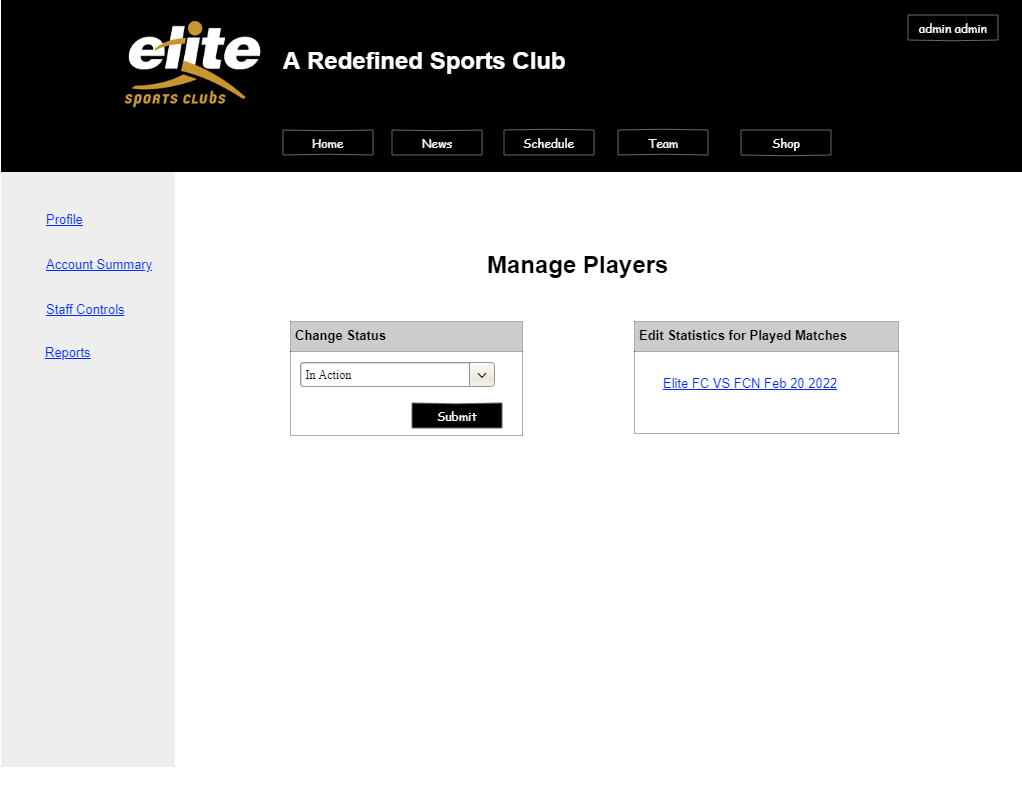 admin admin
elite
SPORTS CLUBS
A Redefined Sports Club
Home News Schedule Team Shop
Profile
Account Summary
Staff Controls
Reports
Manage Players
Change Status
In Action
Submit
Edit Statistics for Played Matches
Elite FC VS FCN Feb 20 2022